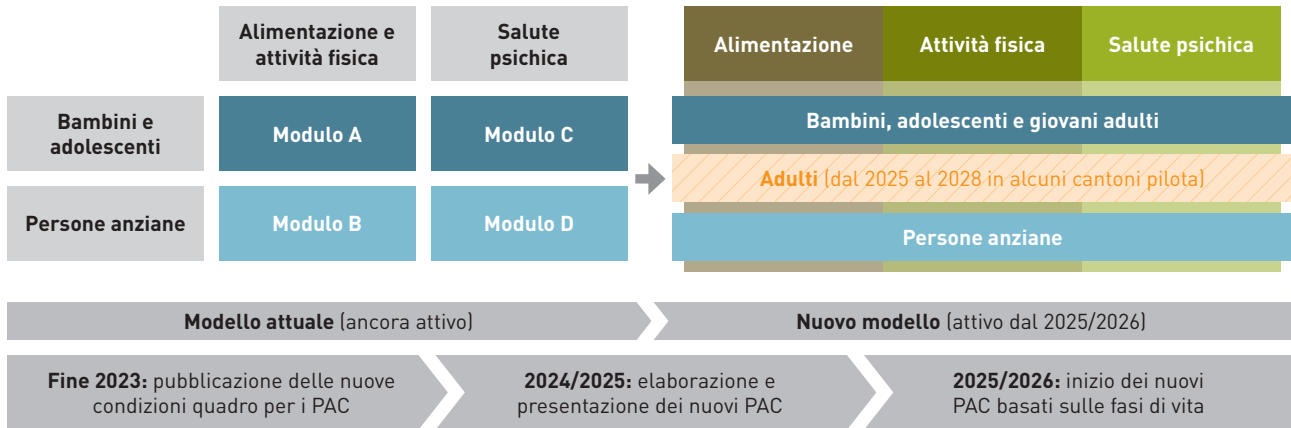 Alimentazione e
attività fisica
Salute
psichica
Bambini e
adolescenti
Modulo A
Modulo C
Persone anziane
Modulo B
Modulo D
Alimentazione
Attività fisica
Salute psichica
Bambini, adolescenti e giovani adulti
Adulti (dal 2025 al 2028 in alcuni cantoni pilota)
Persone anziane
Modello attuale (ancora attivo)
Nuovo modello (attivo dal 2025/2026)
Fine 2023: pubblicazione delle nuove
condizioni quadro per i PAC
2024/2025: elaborazione e
presentazione dei nuovi PAC
2025/2026: inizio dei nuovi
PAC basati sulle fasi di vita